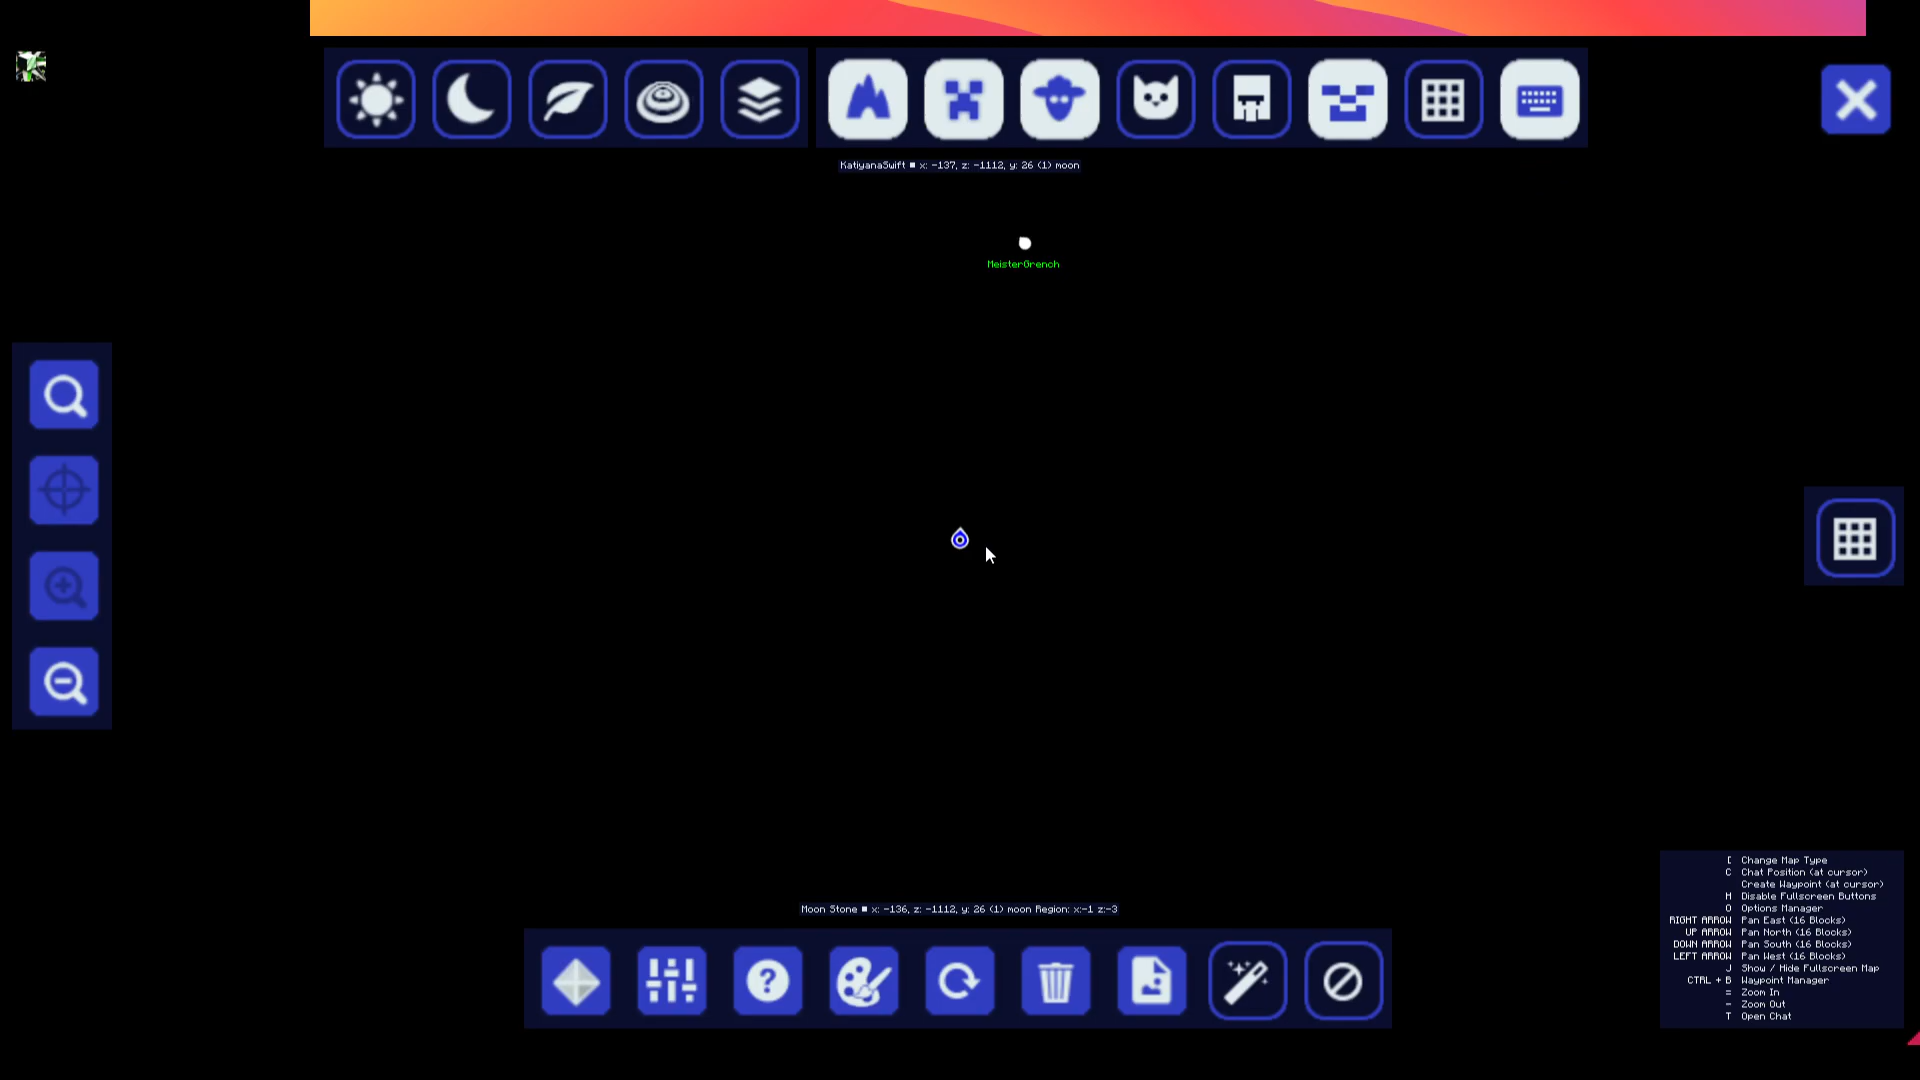 KatiyanaSwift ■ x: -137, z: -1112, y: 26 (1) moon
MeisterGrench
Moon Stone ■ x: -136, z: -1112, y: 26 (1) moon Region: x:-1 z:-3
[ Change Map Type
C Chat Position (at cursor)
Create Waypoint (at cursor)
H Disable Fullscreen Buttons
O Options Manager
RIGHT ARROW Pan East (16 Blocks)
UP ARROW Pan North (16 Blocks)
DOWN ARROW Pan South (16 Blocks)
LEFT ARROW Pan West (16 Blocks)
J Show / Hide Fullscreen Map
CTRL + B Waypoint Manager
= Zoom In
- Zoom Out
T Open Chat